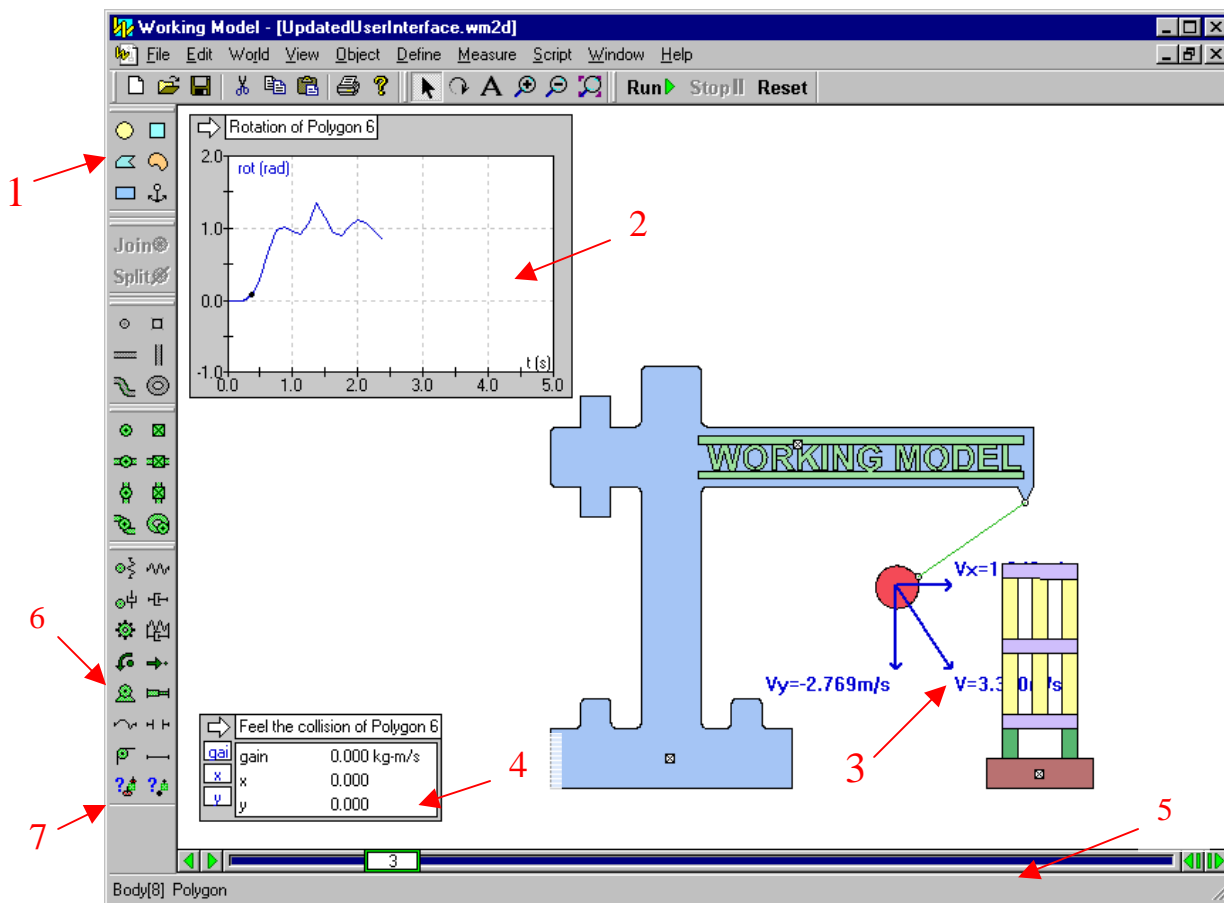 Working Model - [UpdatedUserInterface.wm2d]
File Edit World View Object Define Measure Script Window Help
A Run Stop Reset
Rotation of Polygon 6
rot (rad)
2.0
1.0
0.0
-1.0
0.0 1.0 2.0 3.0 4.0 5.0
t (s)
1
2
Join
Split
WORKING MODEL
Vy=-2.769m/s
3
6
Feel the collision of Polygon 6
gai
gain 0.000 kg-m/s
x
x 0.000
y
y 0.000
4
? ?
7
5
3
Body[8] Polygon